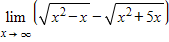 lim (√(x²−x) − √(x²+5x))
x→∞